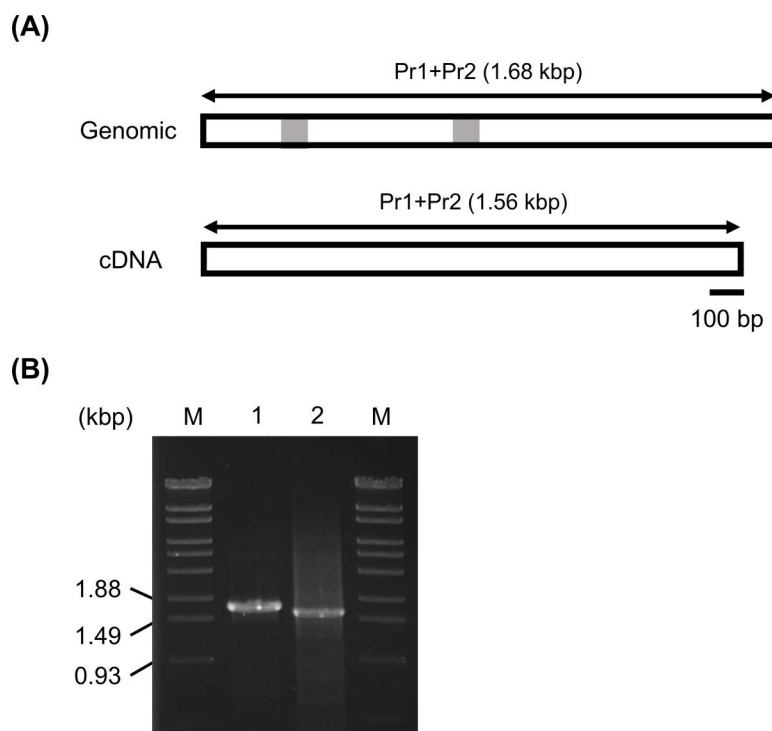 (A)
Pr1+Pr2 (1.68 kbp)
Genomic
Pr1+Pr2 (1.56 kbp)
cDNA
100 bp
(B)
(kbp) M 1 2 M
1.88
1.49
0.93